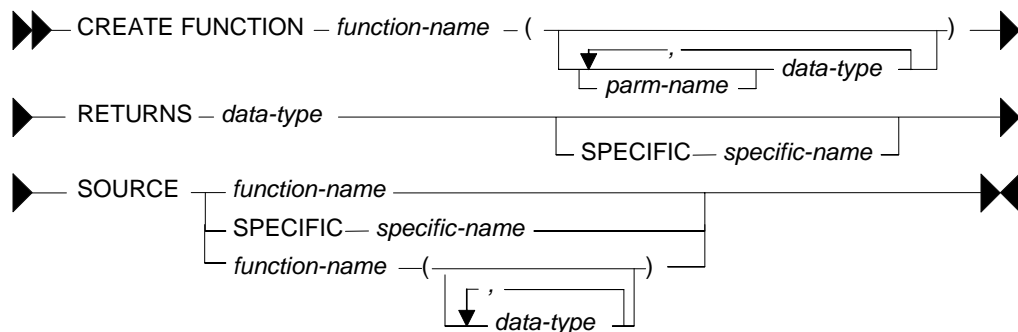 CREATE FUNCTION function-name ( )
,
parm-name data-type
RETURNS data-type
SPECIFIC specific-name
SOURCE function-name
SPECIFIC specific-name
function-name ( )
,
data-type